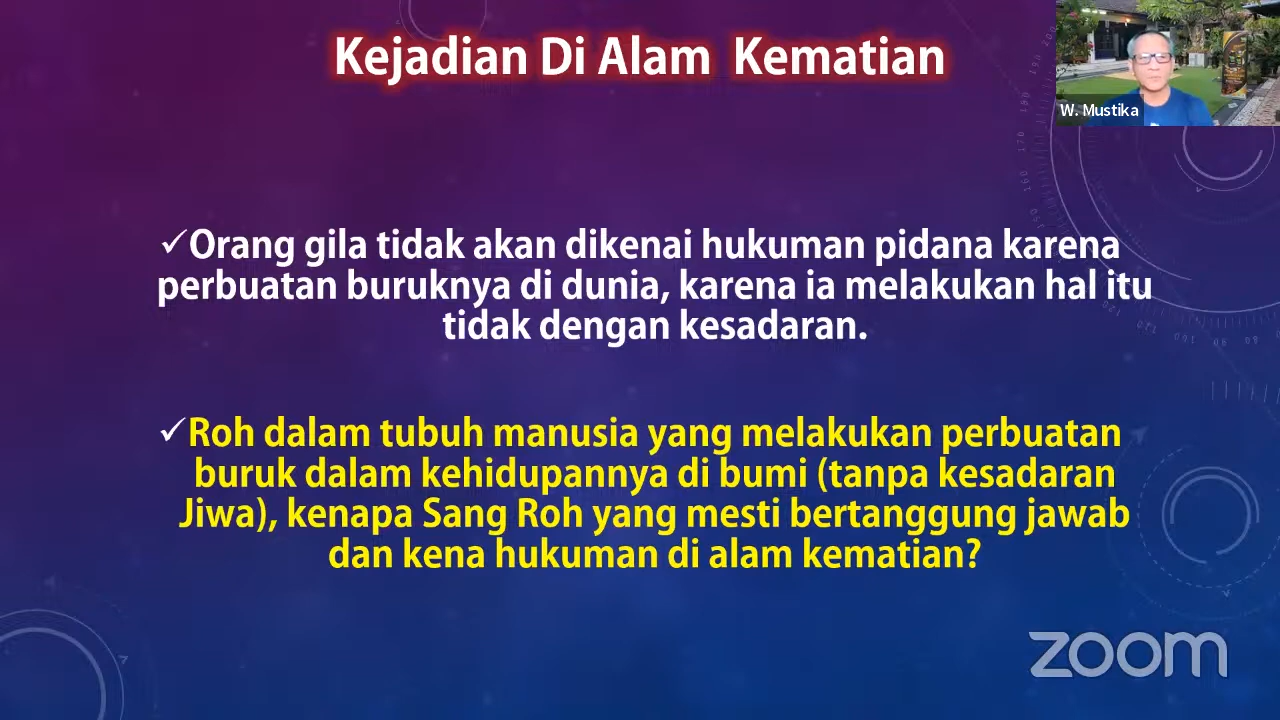 Kejadian Di Alam Kematian
W. Mustika
✓Orang gila tidak akan dikenai hukuman pidana karena
perbuatan buruknya di dunia, karena ia melakukan hal itu
tidak dengan kesadaran.
✓Roh dalam tubuh manusia yang melakukan perbuatan
buruk dalam kehidupannya di bumi (tanpa kesadaran
Jiwa), kenapa Sang Roh yang mesti bertanggung jawab
dan kena hukuman di alam kematian?
zoom